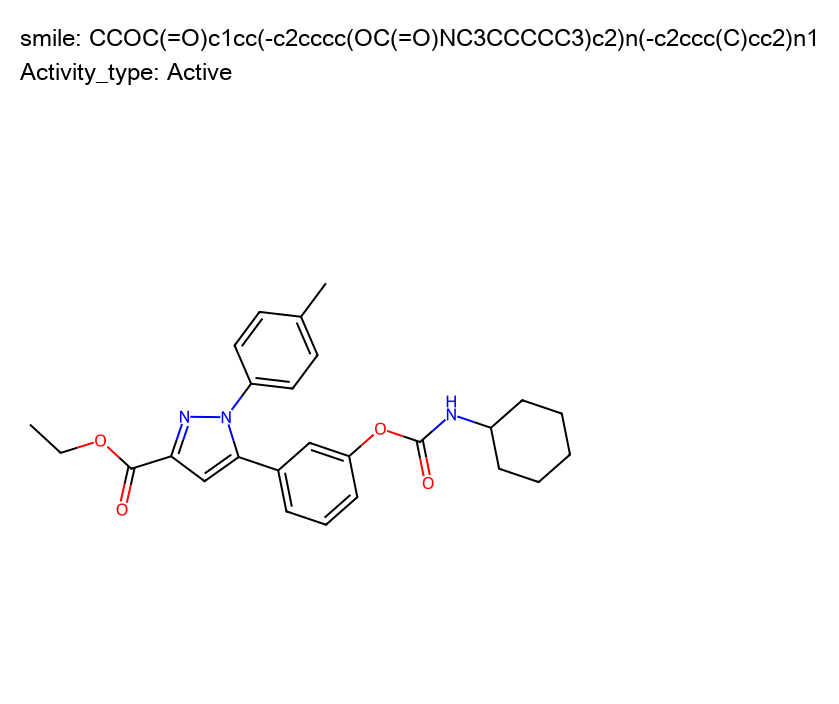 smile: CCOC(=O)c1cc(-c2cccc(OC(=O)NC3CCCCC3)c2)n(-c2ccc(C)cc2)n1
Activity_type: Active
H
N
O
N
N
O
O
O